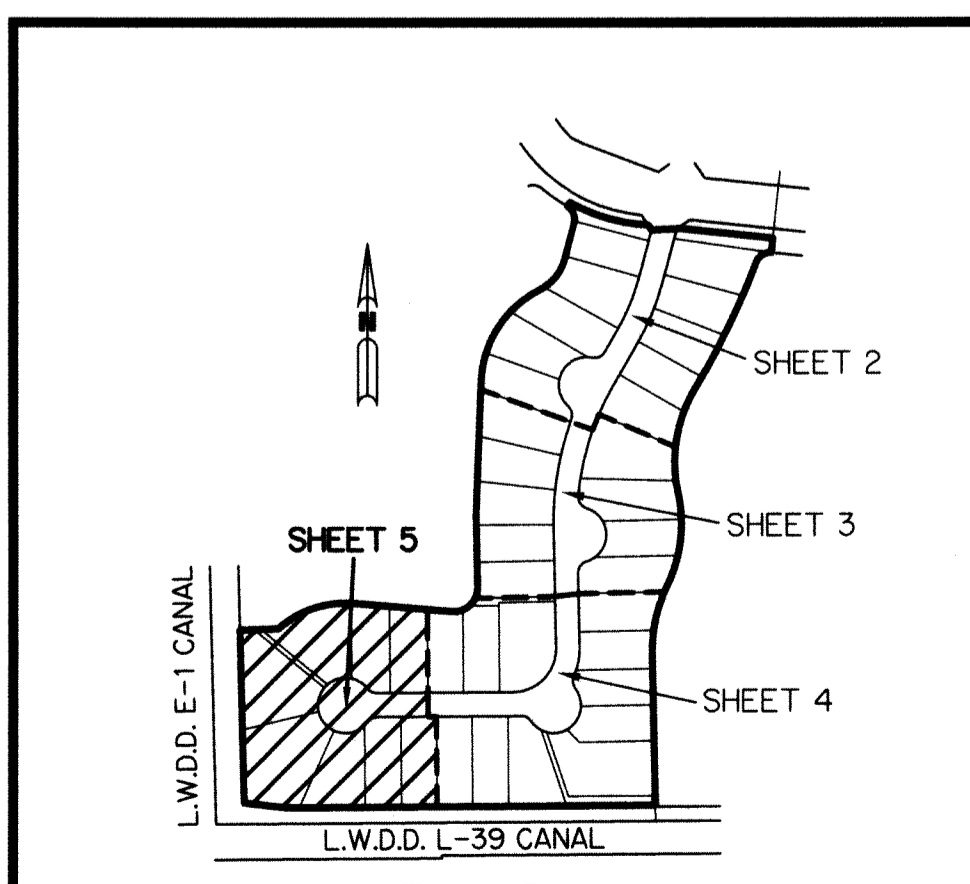 N
SHEET 2
SHEET 3
SHEET 5
SHEET 4
L.W.D.D. E-1 CANAL
L.W.D.D. L-39 CANAL